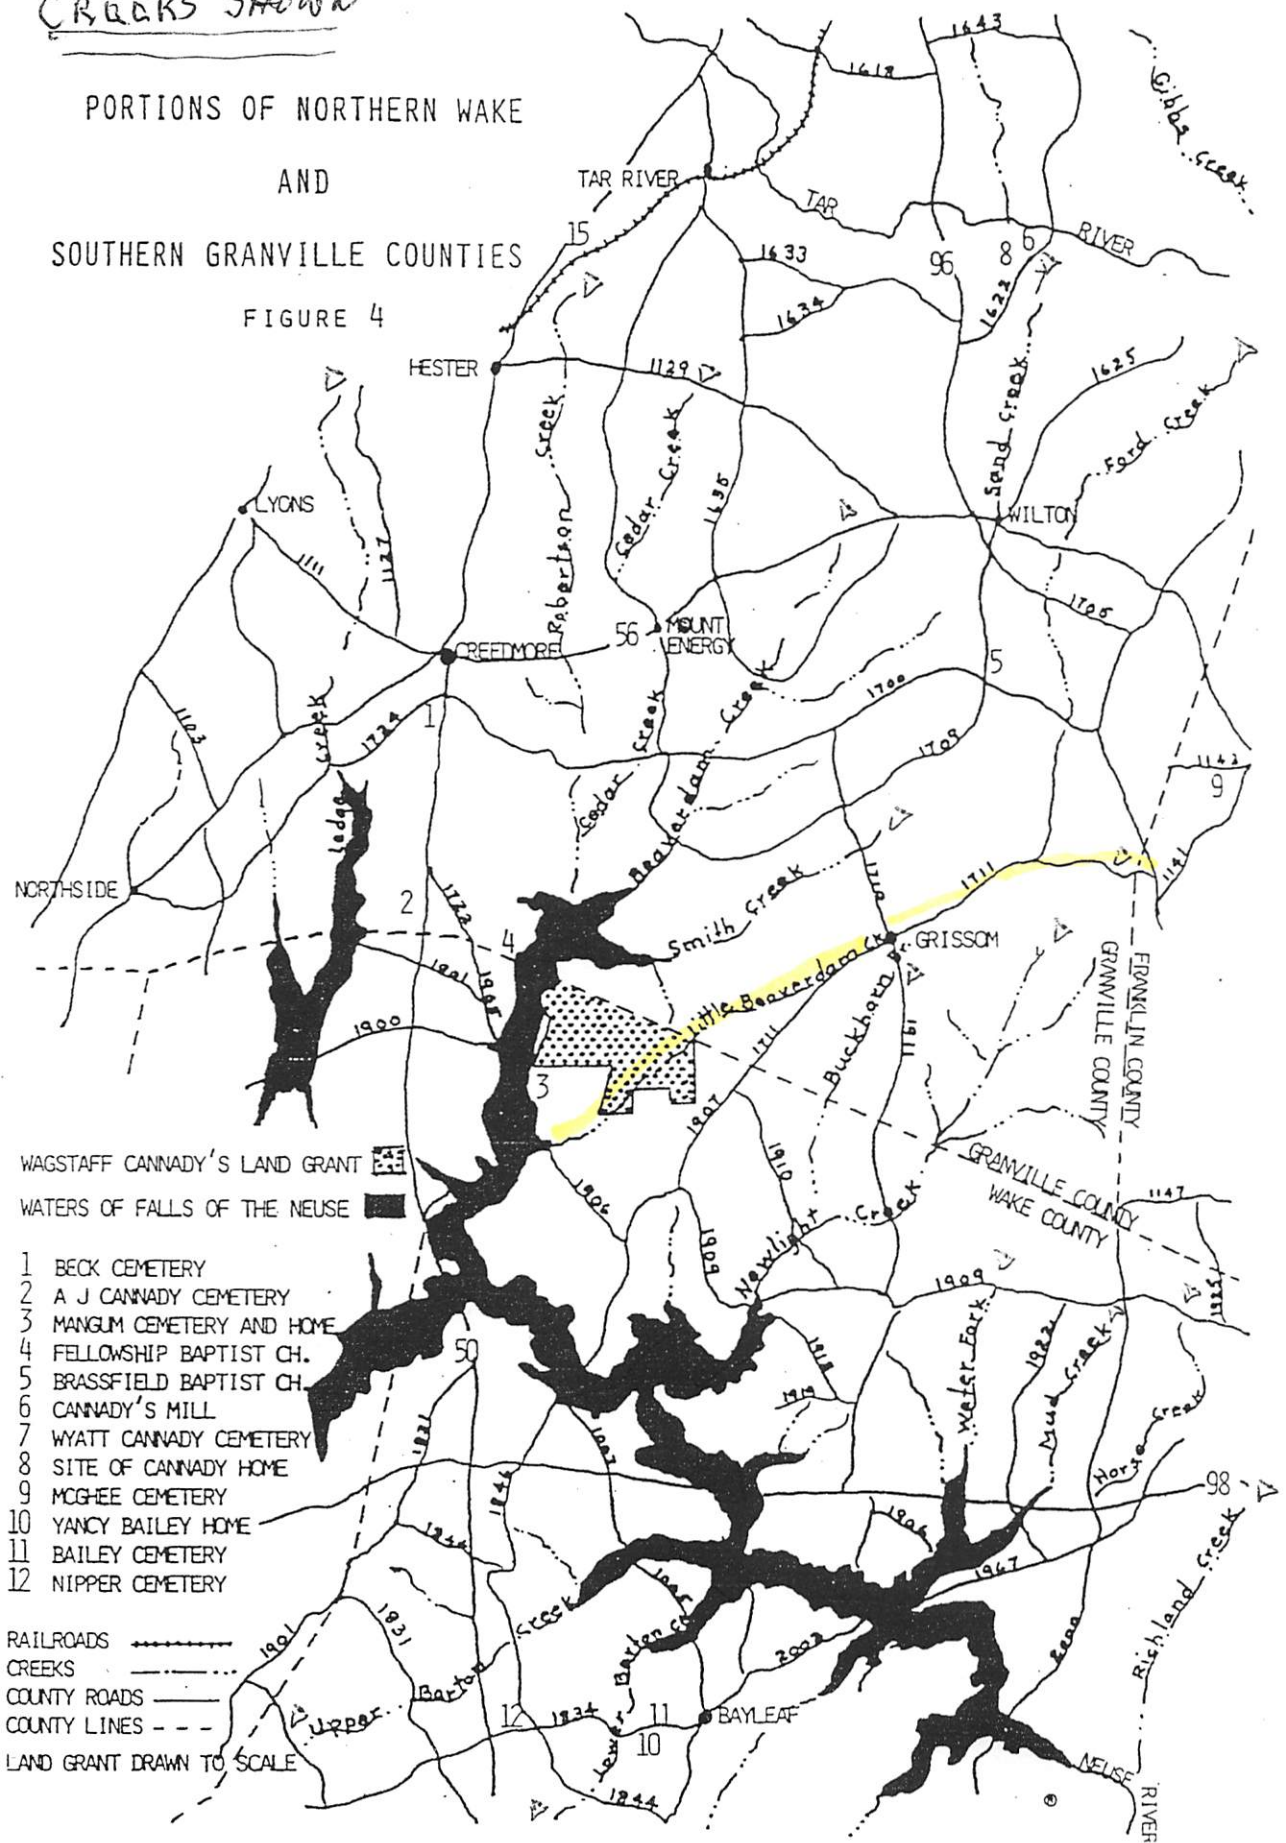 CREEKS SHOWN
PORTIONS OF NORTHERN WAKE
AND
SOUTHERN GRANVILLE COUNTIES
FIGURE 4
1643
1618
Gibbs Creek
TAR RIVER
TAR
RIVER
15
1633
96
8
6
1634
1622
HESTER
1129
1625
Sand Creek
Ford Creek
Robertson Creek
Cedar Creek
1635
LYONS
1127
1111
WILTON
1705
CREEDMORE
56
MOUNT
ENERGY
5
1700
1103
Creek
1724
1
Cedar Creek
Beaverdam Creek
1709
1142
9
Ledge
NORTHSIDE
2
1722
4
Smith Creek
1710
1711
1141
GRISSOM
Little Beaverdam Ck
1901
1905
1900
FRANKLIN COUNTY
GRANVILLE COUNTY
Buckhorn
1161
1711
3
1907
1910
GRANVILLE COUNTY
WAKE COUNTY
1147
WAGSTAFF CANNADY'S LAND GRANT
WATERS OF FALLS OF THE NEUSE
1906
1909
Newlight Creek
1909
1925
1 BECK CEMETERY
2 A J CANNADY CEMETERY
3 MANGUM CEMETERY AND HOME
4 FELLOWSHIP BAPTIST CH.
5 BRASSFIELD BAPTIST CH.
6 CANNADY'S MILL
7 WYATT CANNADY CEMETERY
8 SITE OF CANNADY HOME
9 MCGHEE CEMETERY
10 YANCY BAILEY HOME
11 BAILEY CEMETERY
12 NIPPER CEMETERY
50
1918
1919
Water Fork
1922
Mud Creek
Horse Creek
1821
1846
98
1906
1967
Richland Creek
RAILROADS
CREEKS
COUNTY ROADS
COUNTY LINES
LAND GRANT DRAWN TO SCALE
1901
1831
Upper Barton Creek
Lower Barton Ck
2002
12
1834
11
10
BAYLEAF
1844
NEUSE
RIVER